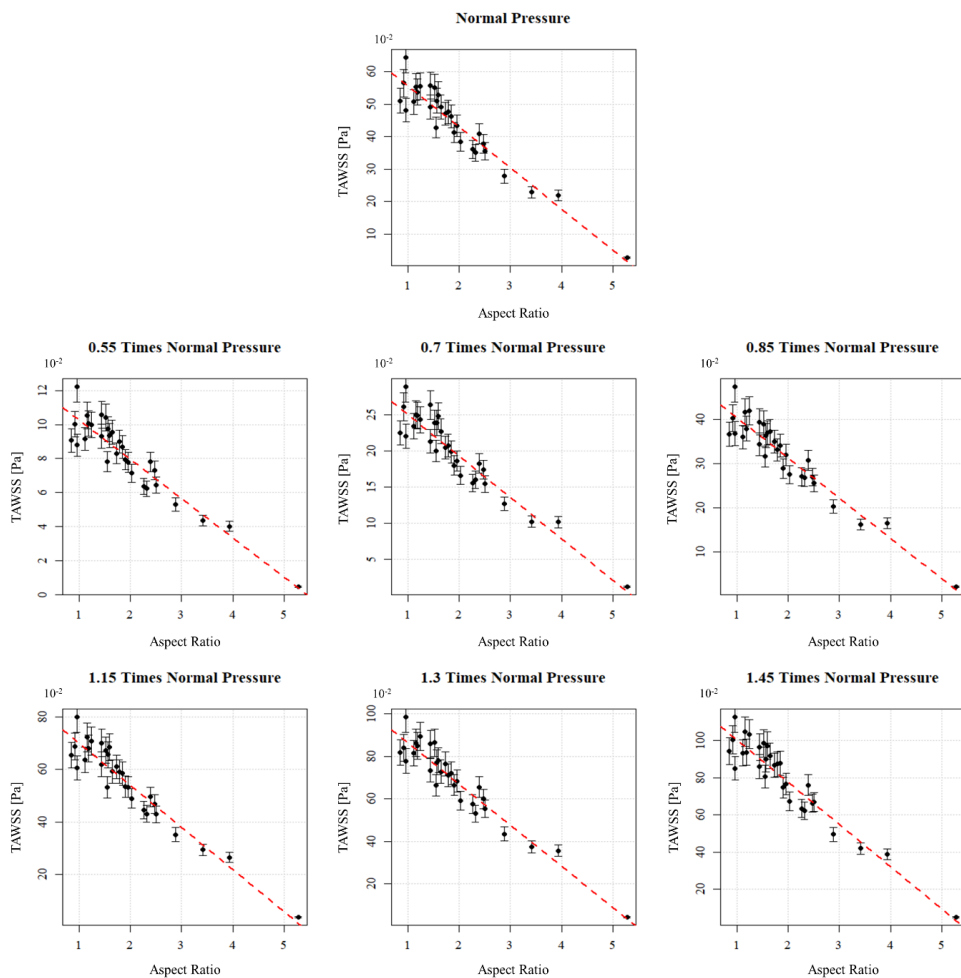 Normal Pressure
10-2
TAWSS [Pa]
60
50
40
30
20
10
1 2 3 4 5
Aspect Ratio
0.55 Times Normal Pressure
10-2
TAWSS [Pa]
12
10
8
6
4
2
0
1 2 3 4 5
Aspect Ratio
0.7 Times Normal Pressure
10-2
TAWSS [Pa]
25
20
15
10
5
1 2 3 4 5
Aspect Ratio
0.85 Times Normal Pressure
10-2
TAWSS [Pa]
40
30
20
10
1 2 3 4 5
Aspect Ratio
1.15 Times Normal Pressure
10-2
TAWSS [Pa]
80
60
40
20
1 2 3 4 5
Aspect Ratio
1.3 Times Normal Pressure
10-2
TAWSS [Pa]
100
80
60
40
20
1 2 3 4 5
Aspect Ratio
1.45 Times Normal Pressure
10-2
TAWSS [Pa]
100
80
60
40
20
0
1 2 3 4 5
Aspect Ratio